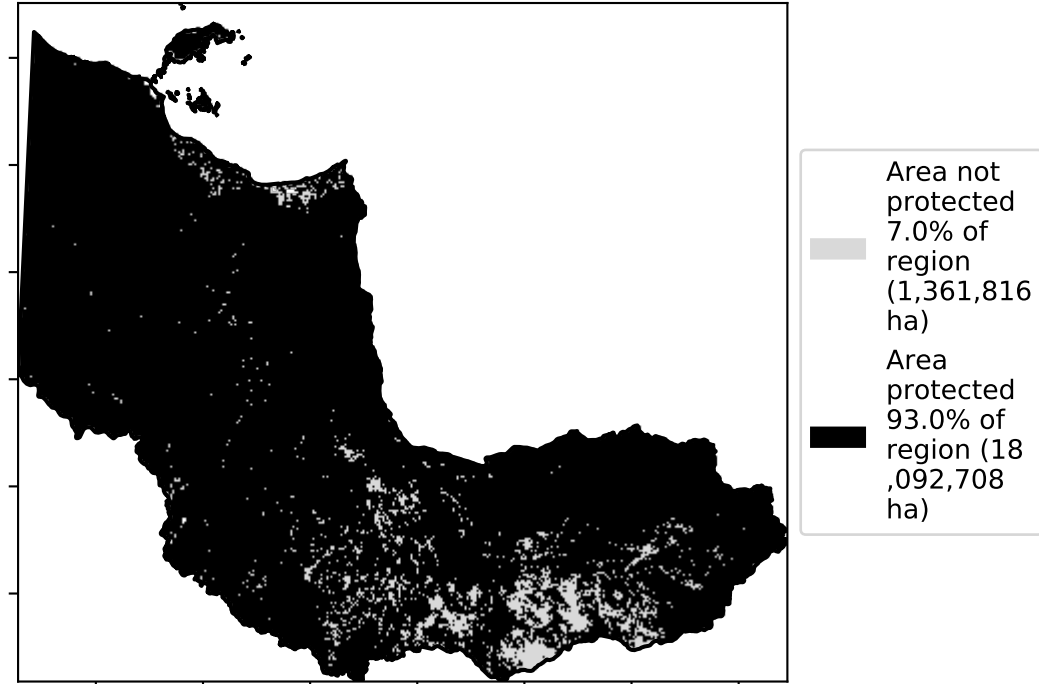 Area not
protected
7.0% of
region
(1,361,816
ha)
Area
protected
93.0% of
region (18
,092,708
ha)